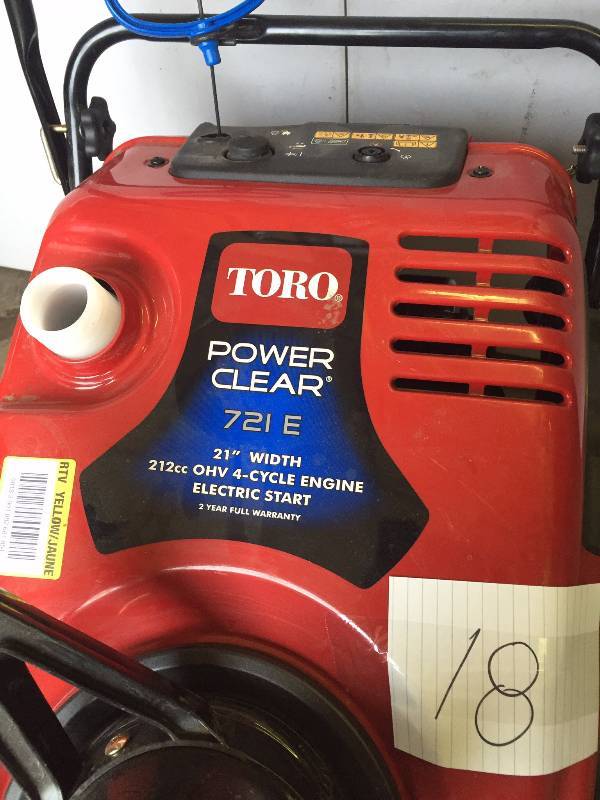 TORO®
POWER
CLEAR®
721 E
21" WIDTH
212cc OHV 4-CYCLE ENGINE
ELECTRIC START
2 YEAR FULL WARRANTY
RTV YELLOW/JAUNE
18